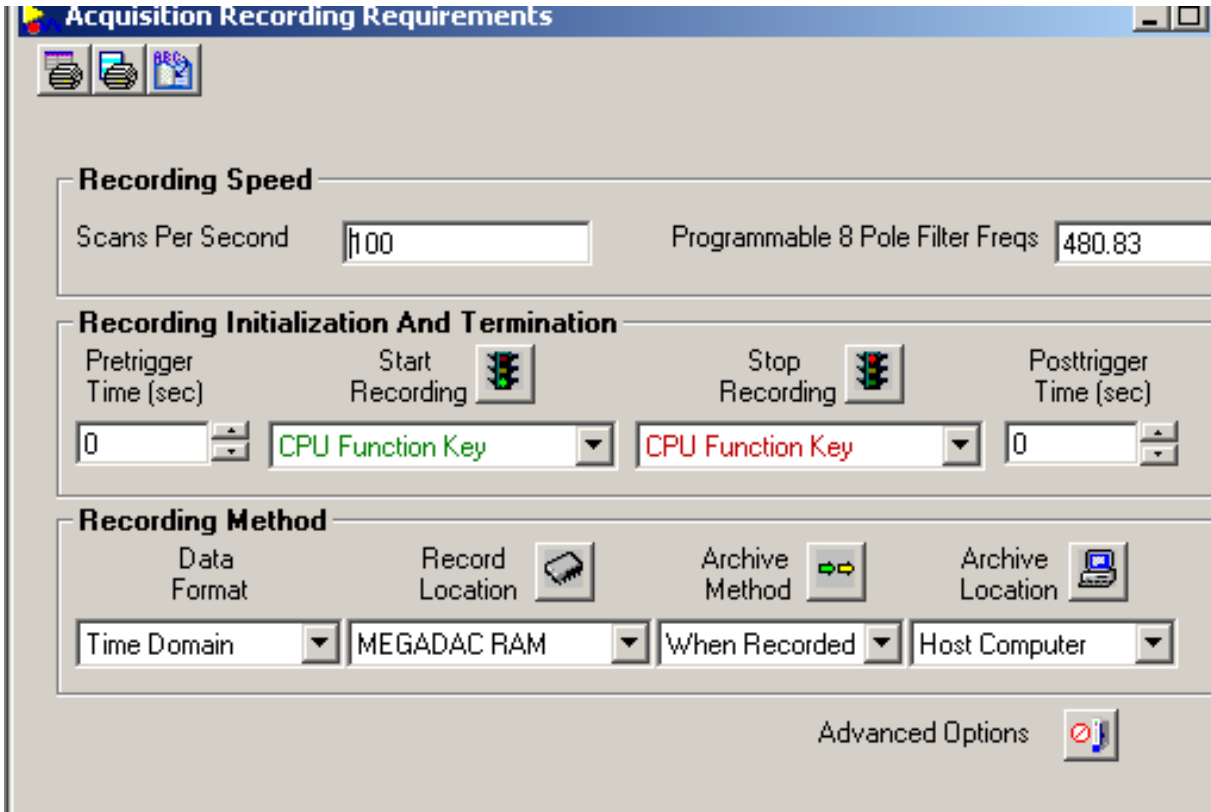 Acquisition Recording Requirements
ABC
Recording Speed
Scans Per Second 100 Programmable 8 Pole Filter Freqs 480.83
Recording Initialization And Termination
Pretrigger Start Stop Posttrigger
Time (sec) Recording Recording Time (sec)
0 CPU Function Key CPU Function Key 0
Recording Method
Data Record Archive Archive
Format Location Method Location
Time Domain MEGADAC RAM When Recorded Host Computer
Advanced Options